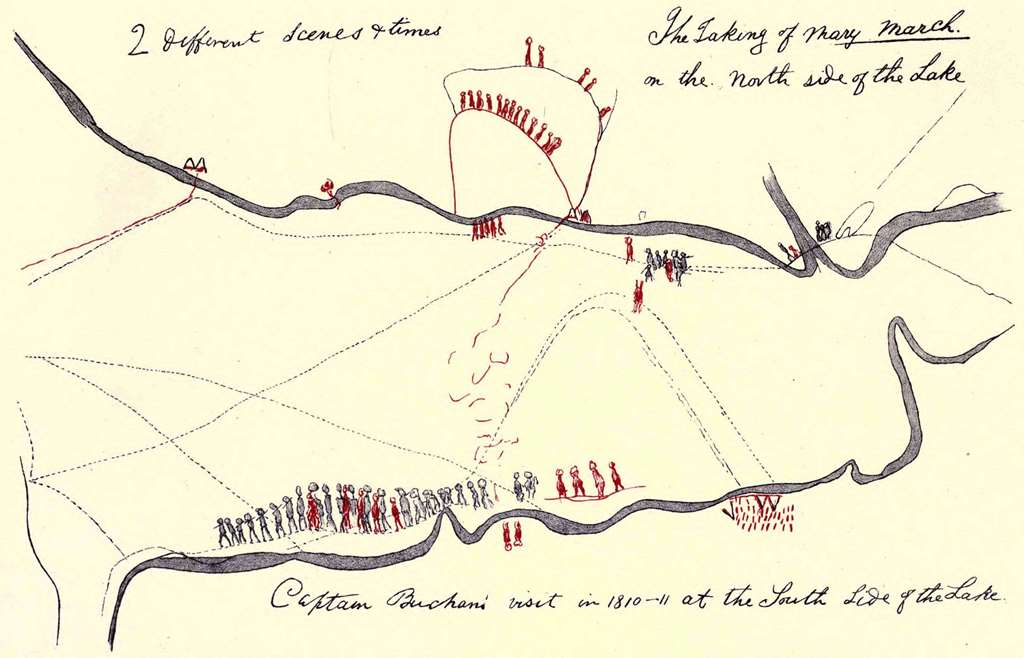 2 Different Scenes & times
The Taking of Mary March.
on the. North side of the Lake
Captain Buchan's visit in 1810-11 at the South Side of the Lake.